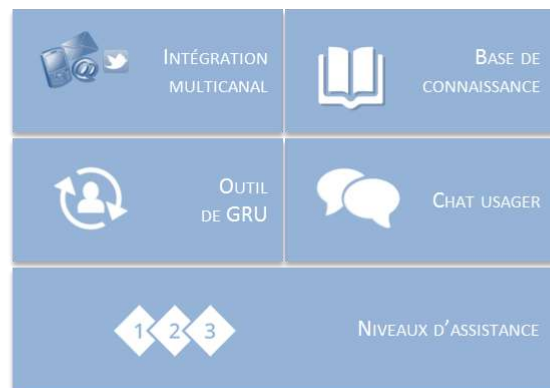 INTÉGRATION
MULTICANAL
BASE DE
CONNAISSANCE
OUTIL
DE GRU
CHAT USAGER
1 2 3
NIVEAUX D'ASSISTANCE